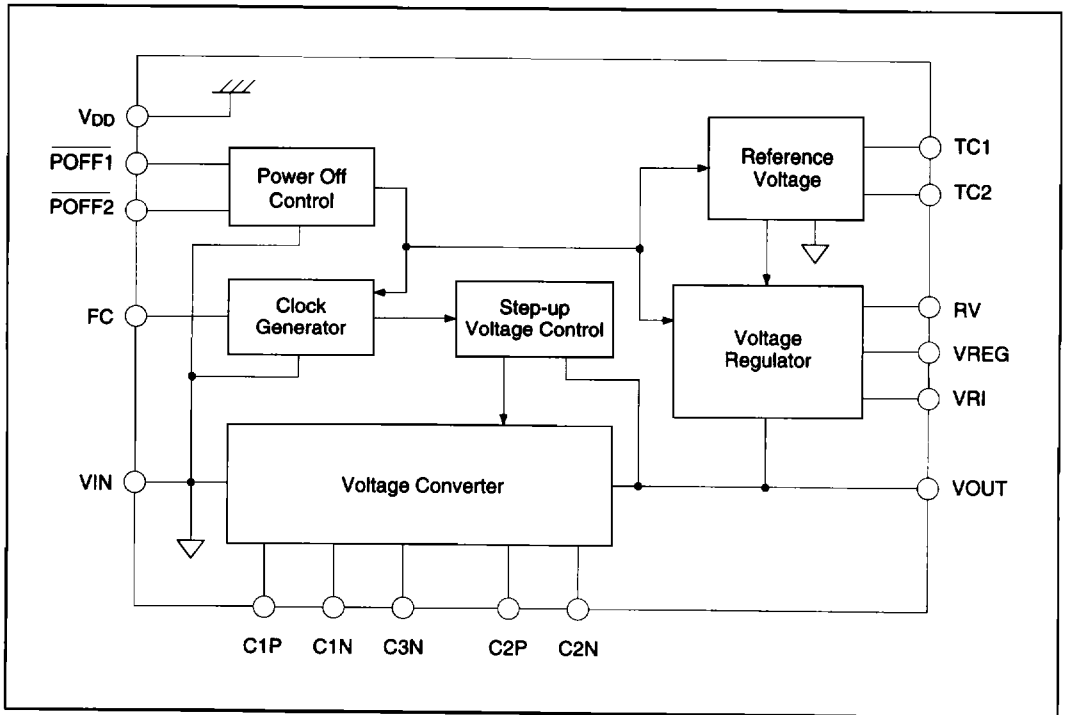 VDD
POFF1
POFF2
Power Off
Control
Reference
Voltage
TC1
TC2
FC
Clock
Generator
Step-up
Voltage Control
Voltage
Regulator
RV
VREG
VRI
VIN
Voltage Converter
VOUT
C1P
C1N
C3N
C2P
C2N